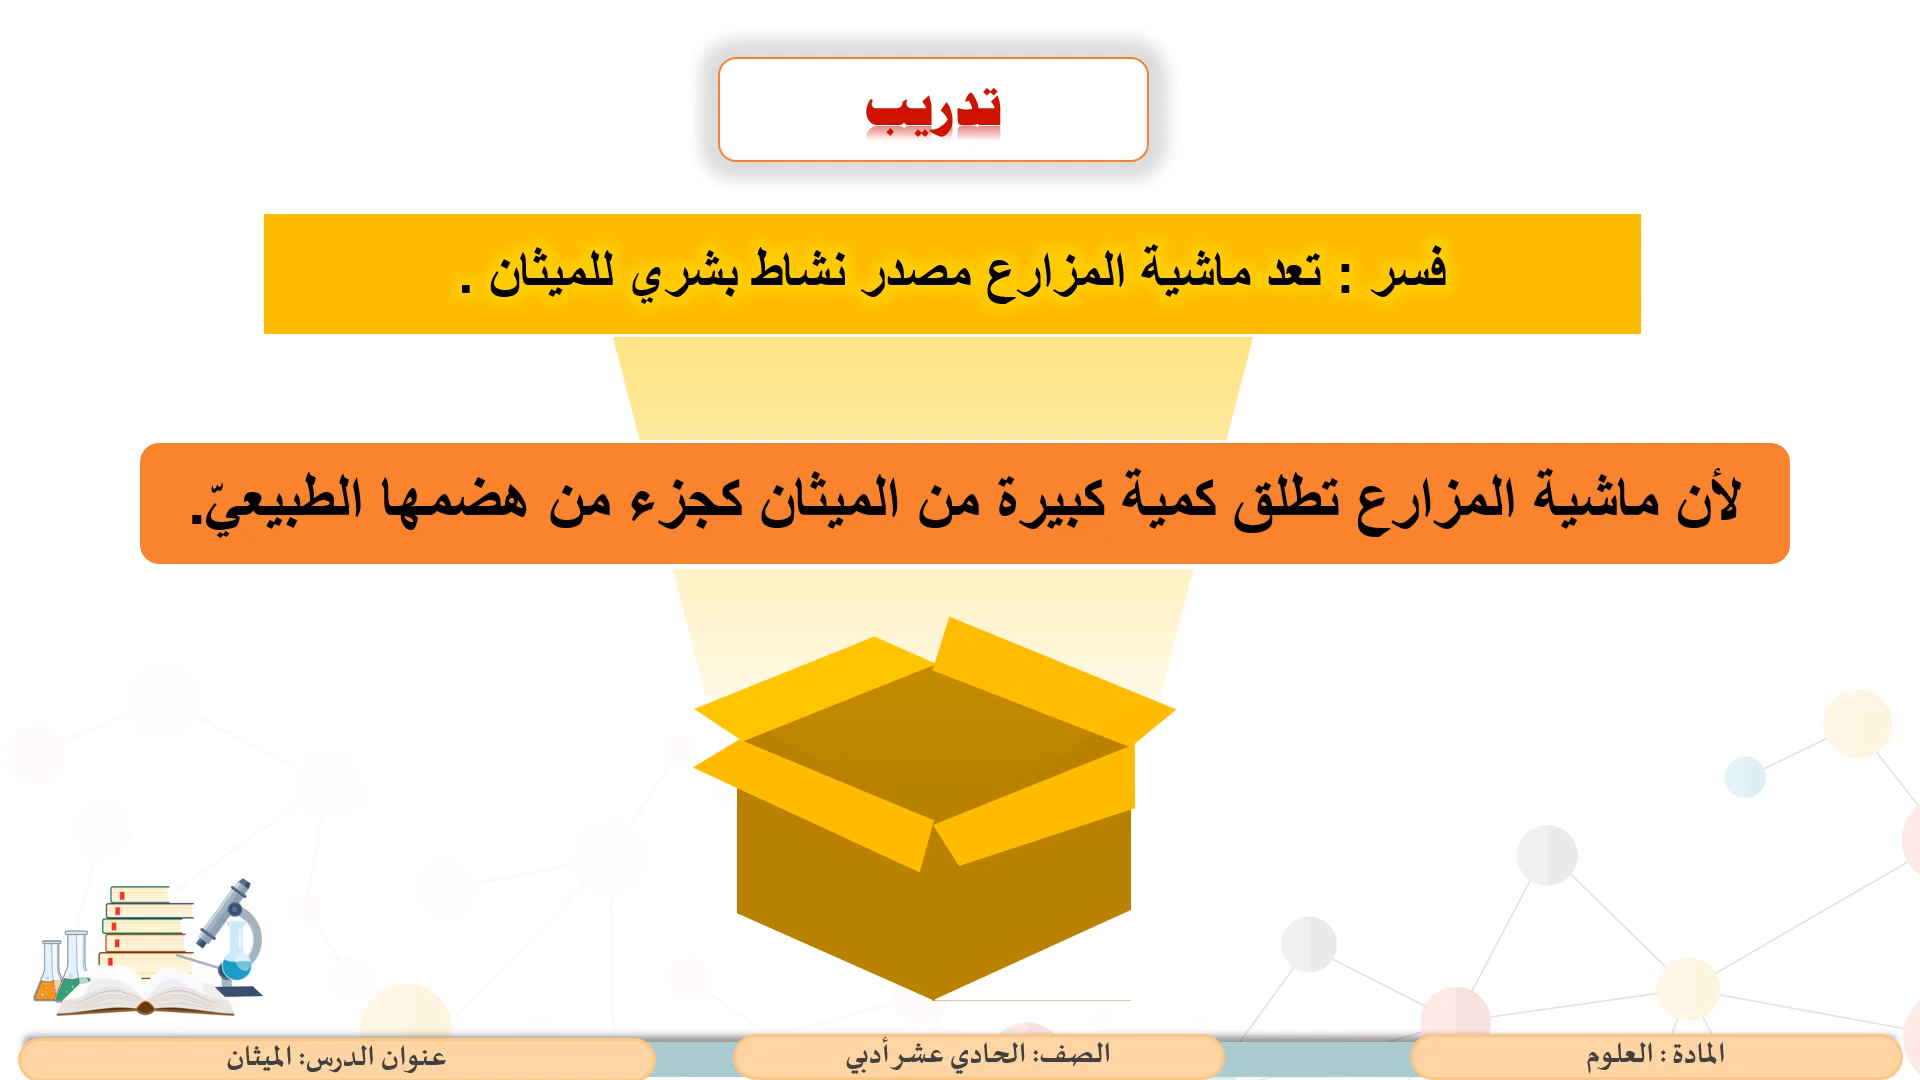 تدريب
فسر : تعد ماشية المزارع مصدر نشاط بشري للميثان .
لأن ماشية المزارع تطلق كمية كبيرة من الميثان كجزء من هضمها الطبيعيّ.
المادة : العلوم
الصف: الحادي عشر أدبي
عنوان الدرس: الميثان